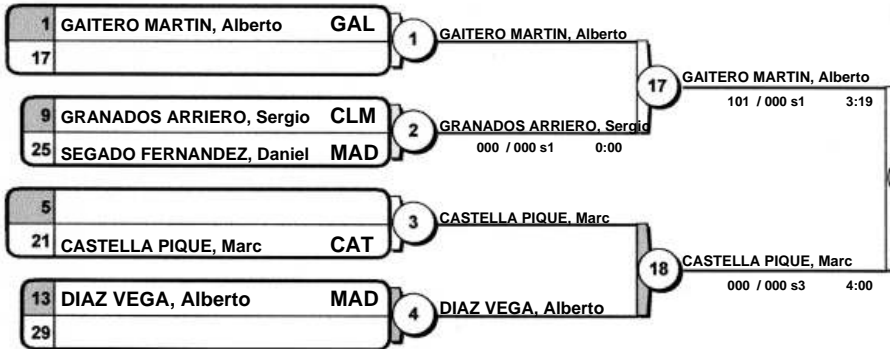 1 GAITERO MARTIN, Alberto GAL
17
1
GAITERO MARTIN, Alberto
9 GRANADOS ARRIERO, Sergio CLM
25 SEGADO FERNANDEZ, Daniel MAD
2
GRANADOS ARRIERO, Sergio
000 / 000 s1 0:00
17
GAITERO MARTIN, Alberto
101 / 000 s1 3:19
5
21 CASTELLA PIQUE, Marc CAT
3
CASTELLA PIQUE, Marc
13 DIAZ VEGA, Alberto MAD
29
4
DIAZ VEGA, Alberto
18
CASTELLA PIQUE, Marc
000 / 000 s3 4:00